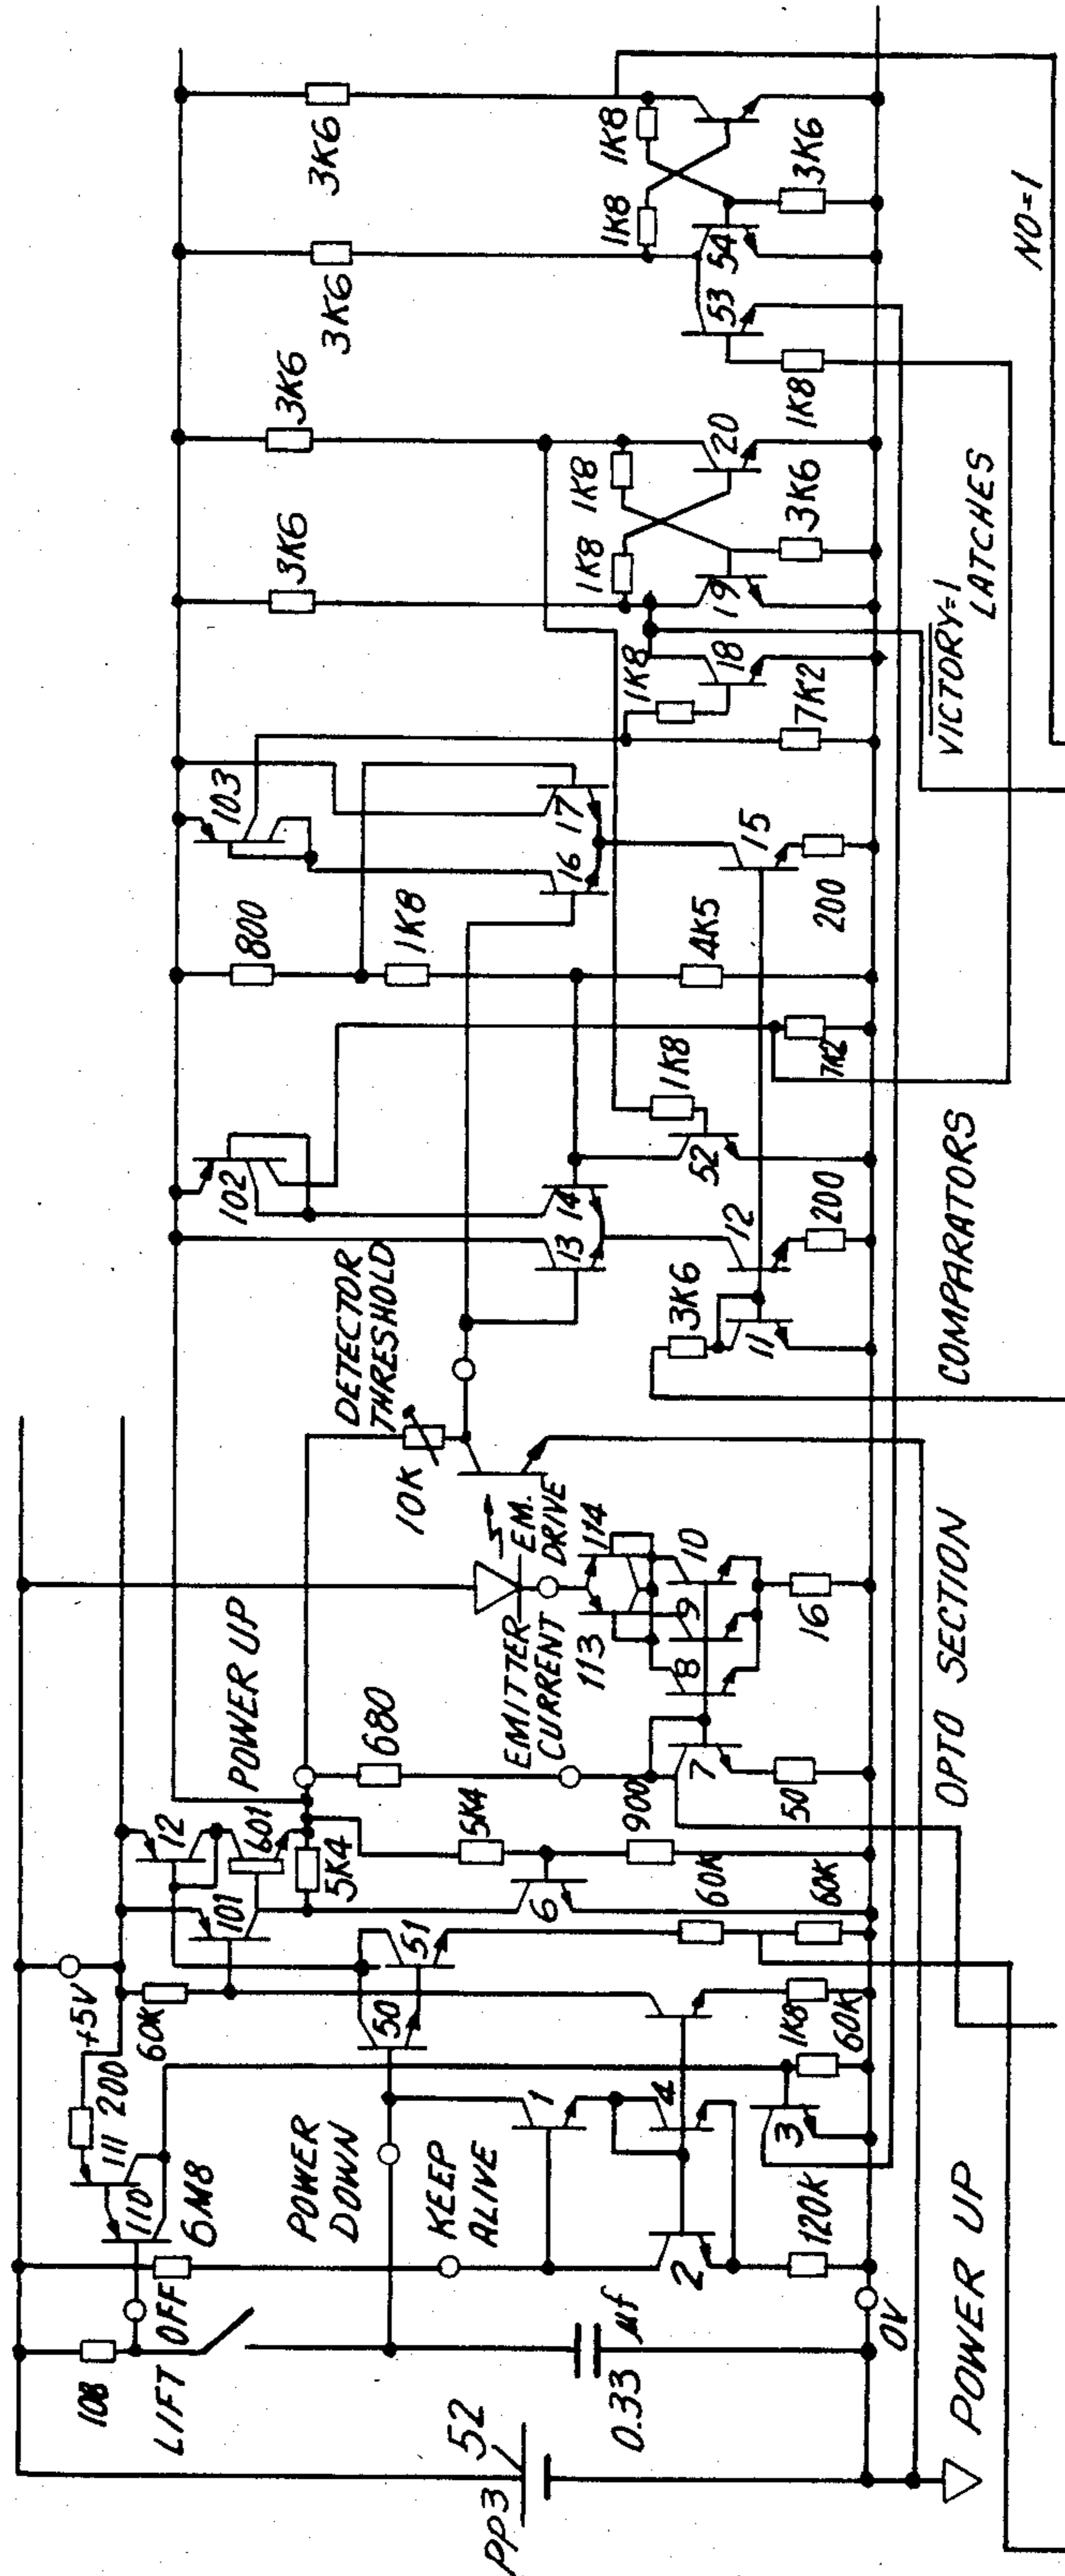 PP3
52
10B
LIFT
OFF
6M8
110
111
200
+5V
60K
0.33 µf
POWER
DOWN
KEEP
ALIVE
1
2
3
4
120K
1K8
60K
0V
POWER UP
101
12
601
5K4
50
51
60K
60K
6
5K4
900
POWER UP
680
EMITTER
CURRENT
EM.
DRIVE
7
50
8
9
10
113
114
16
OPTO SECTION
10K
DETECTOR
THRESHOLD
3K6
11
12
200
13
14
102
52
1K8
7K2
COMPARATORS
800
1K8
4K5
15
200
16
17
103
7K2
1K8
18
19
20
3K6
3K6
1K8
1K8
3K6
VICTORY=1
LATCHES
1K8
53
54
3K6
3K6
1K8
1K8
3K6
NO=1